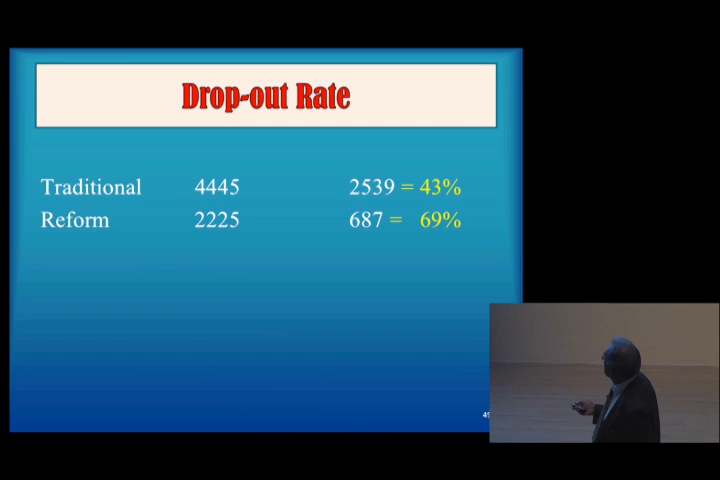 Drop-out Rate
Traditional 4445 2539 = 43%
Reform 2225 687 = 69%